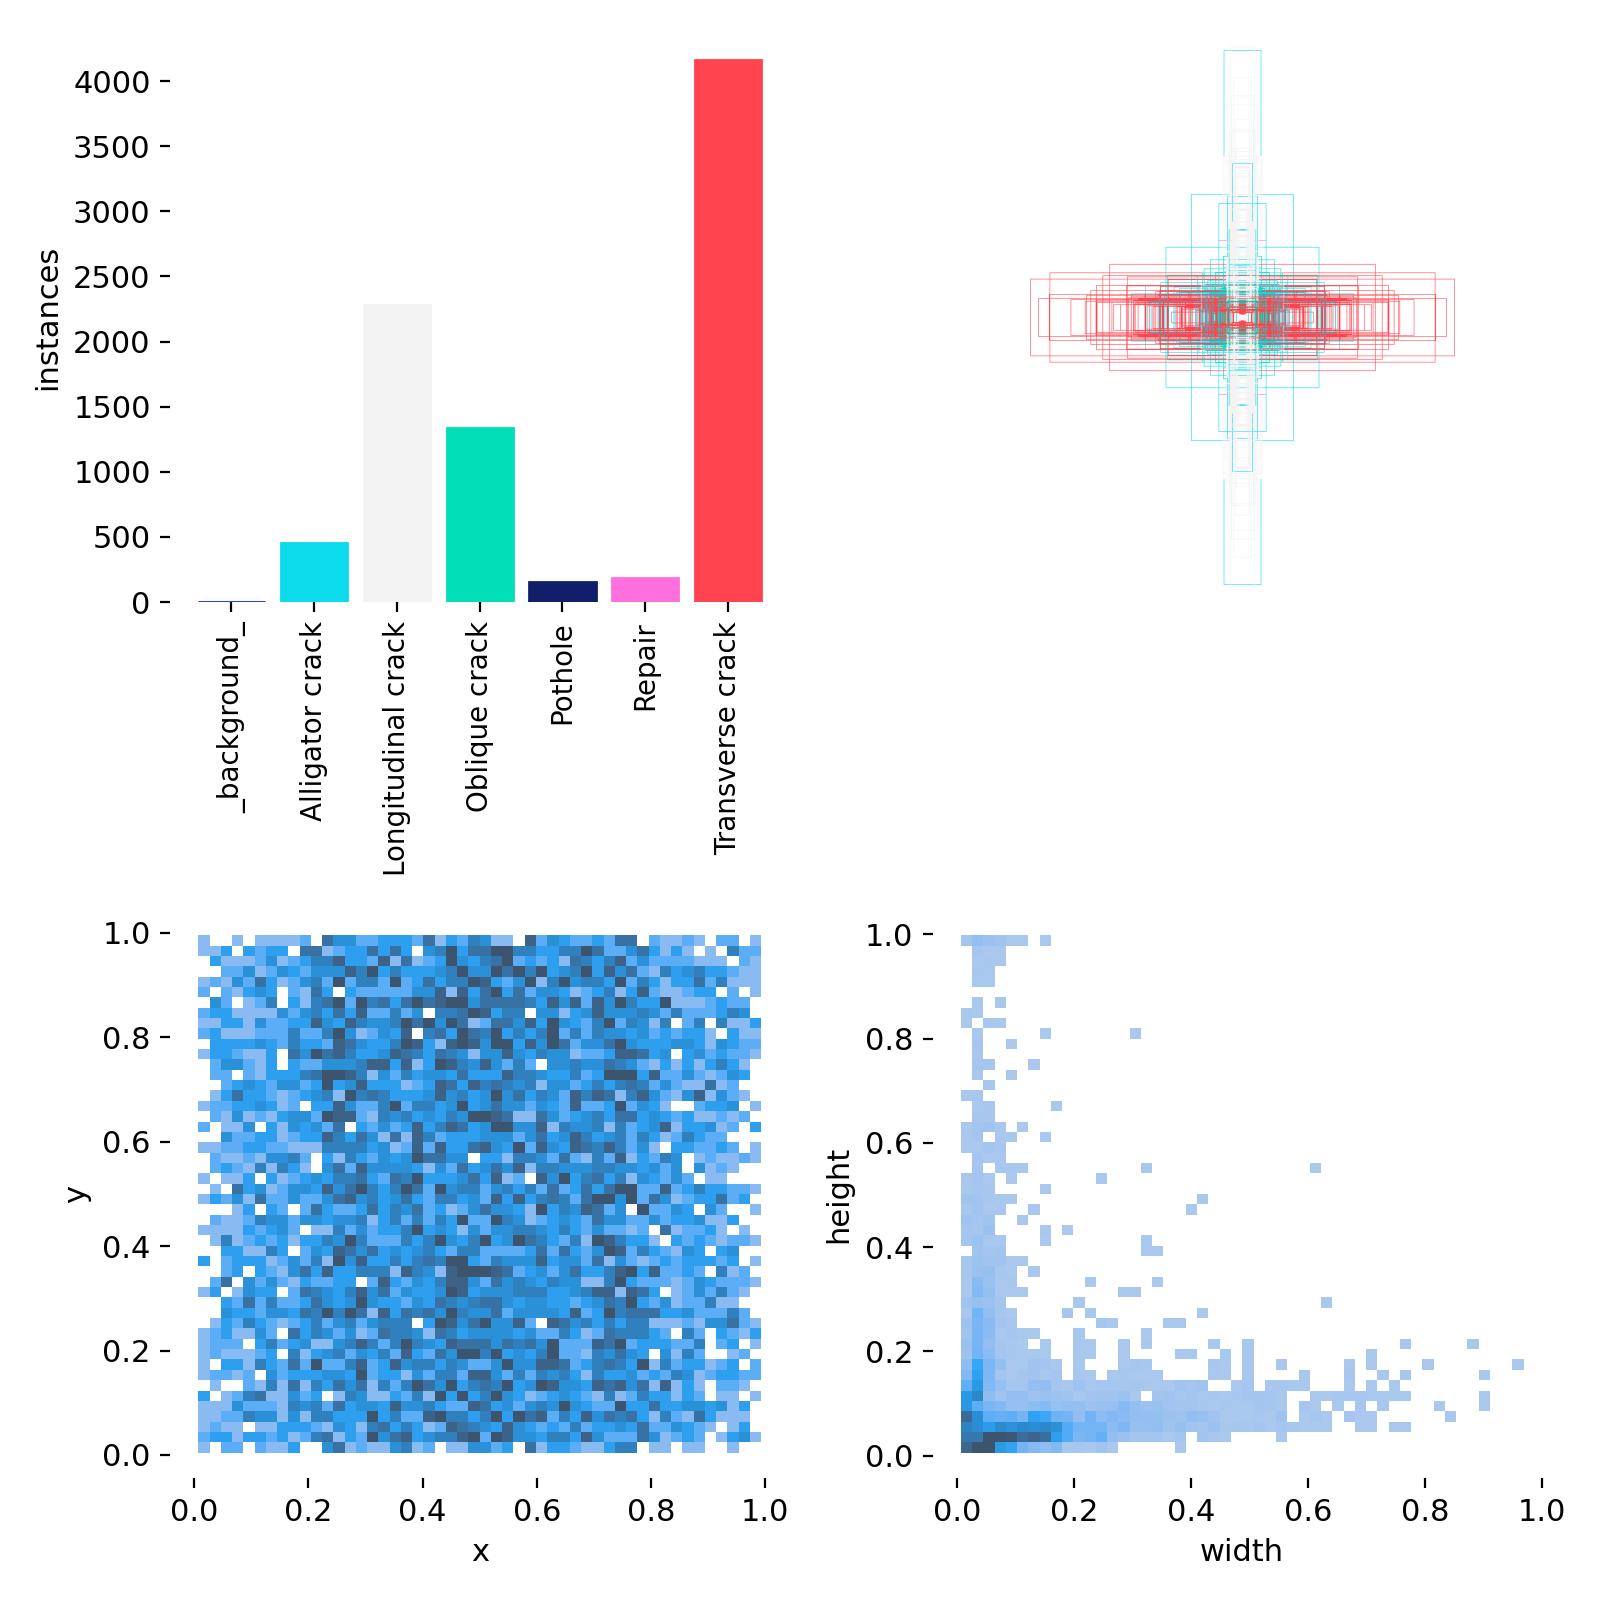 4000
3500
3000
2500
2000
1500
1000
500
0
instances
_background_
Alligator crack
Longitudinal crack
Oblique crack
Pothole
Repair
Transverse crack
1.0
0.8
0.6
0.4
0.2
0.0
y
0.0 0.2 0.4 0.6 0.8 1.0
x
1.0
0.8
0.6
0.4
0.2
0.0
height
0.0 0.2 0.4 0.6 0.8 1.0
width